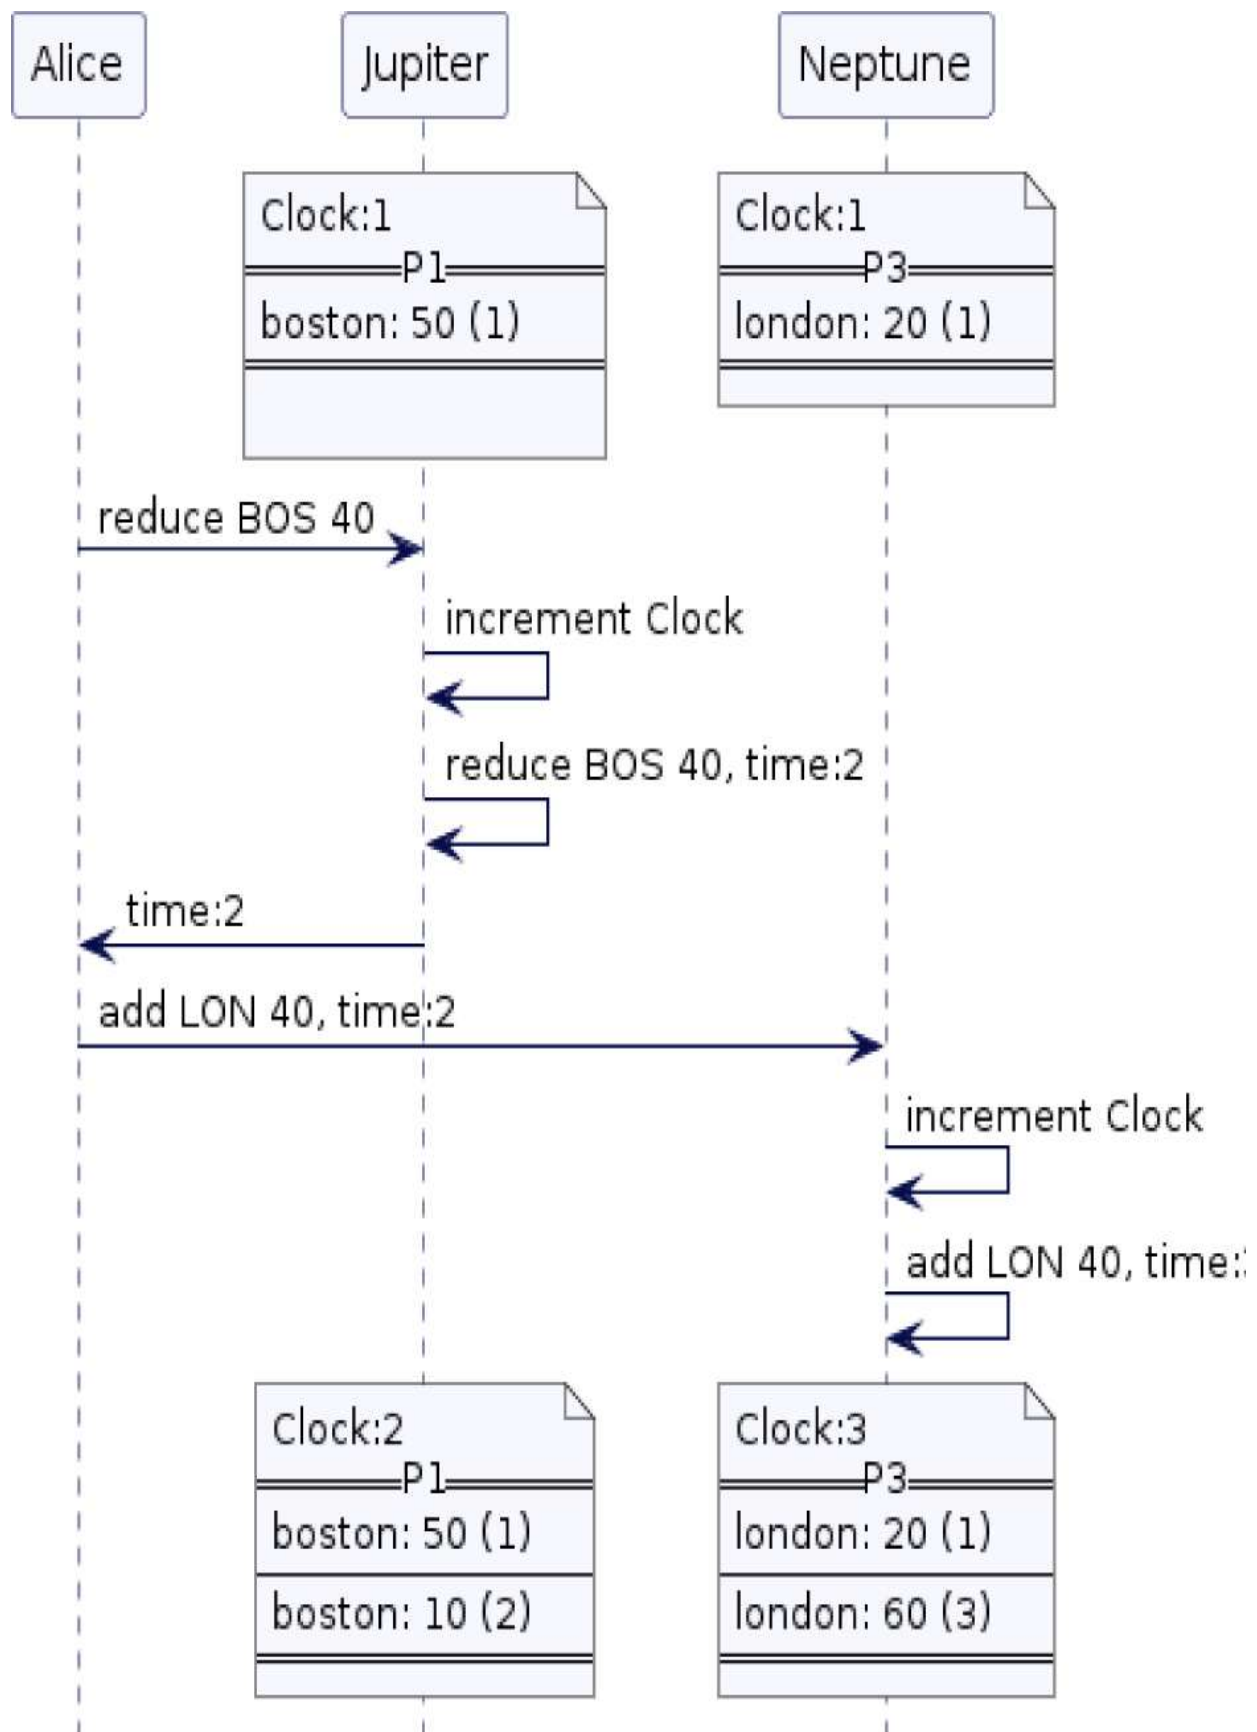 Alice
Jupiter
Neptune
Clock:1
P1
boston: 50 (1)
Clock:1
P3
london: 20 (1)
reduce BOS 40
increment Clock
reduce BOS 40, time:2
time:2
add LON 40, time:2
increment Clock
add LON 40, time:
Clock:2
P1
boston: 50 (1)
boston: 10 (2)
Clock:3
P3
london: 20 (1)
london: 60 (3)